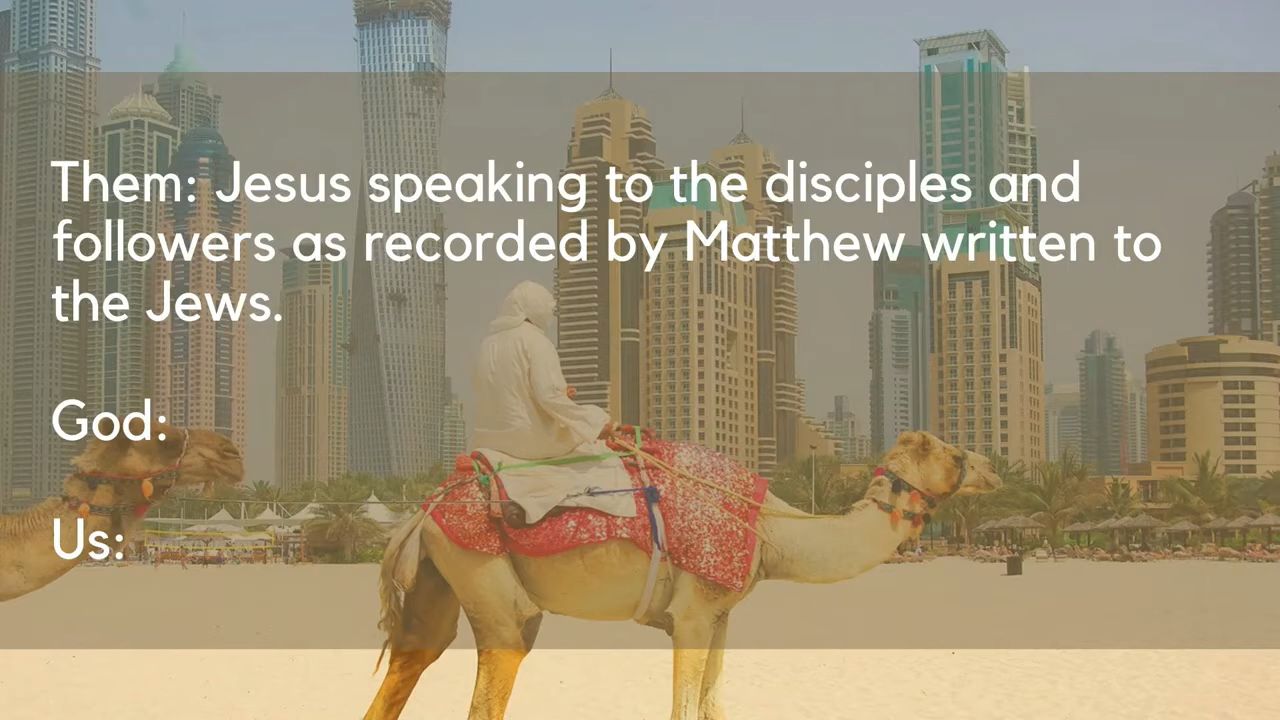 Them: Jesus speaking to the disciples and
followers as recorded by Matthew written to
the Jews.
God:
Us: